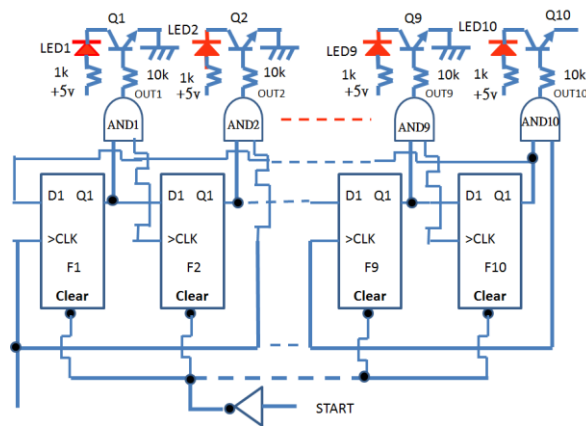 Q1 Q2 Q9 Q10
LED1 LED2 LED9 LED10
1k 10k 1k 10k 1k 10k 1k 10k
+5v OUT1 +5v OUT2 +5v OUT9 +5v OUT10
AND1 AND2 AND9 AND10
D1 Q1 D1 Q1 D1 Q1 D1 Q1
>CLK >CLK >CLK >CLK
F1 F2 F9 F10
Clear Clear Clear Clear
START